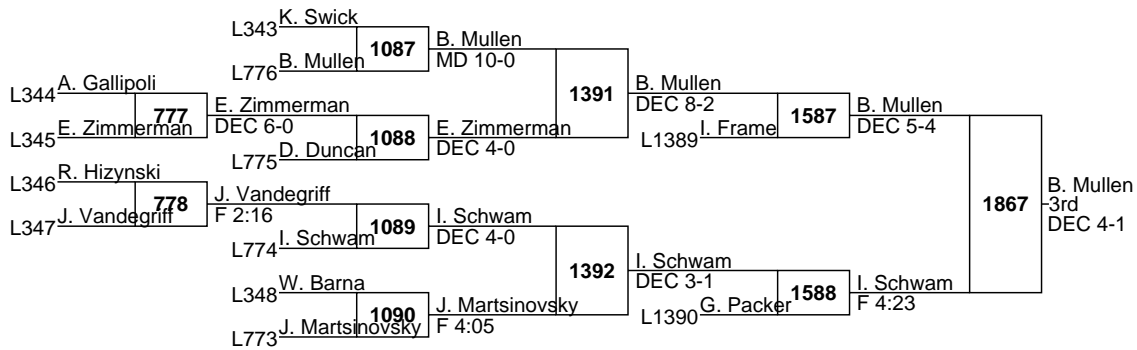 L343 K. Swick
1087
L776 B. Mullen
B. Mullen
MD 10-0
L344 A. Gallipoli
777
L345 E. Zimmerman
E. Zimmerman
DEC 6-0
1088
L775 D. Duncan
E. Zimmerman
DEC 4-0
1391
B. Mullen
DEC 8-2
1587
L1389 I. Frame
B. Mullen
DEC 5-4
L346 R. Hizynski
778
L347 J. Vandegriff
J. Vandegriff
F 2:16
1089
L774 I. Schwam
I. Schwam
DEC 4-0
1392
L348 W. Barna
1090
L773 J. Martsinovsky
J. Martsinovsky
F 4:05
I. Schwam
DEC 3-1
1588
L1390 G. Packer
I. Schwam
F 4:23
1867
B. Mullen
3rd
DEC 4-1